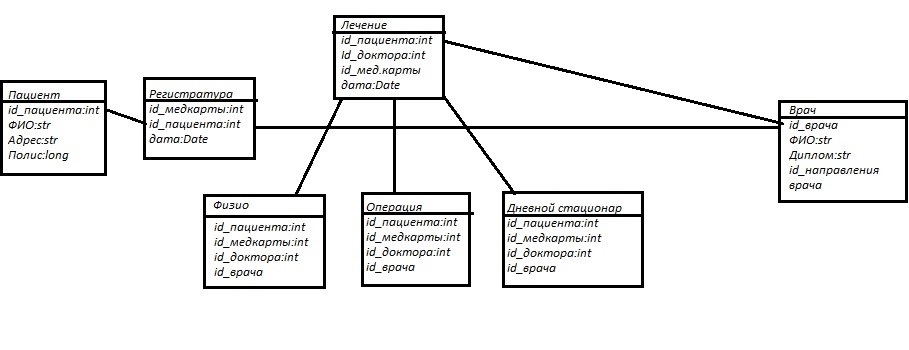 Лечение
id_пациента:int
Id_доктора:int
id_мед.карты
дата:Date
Пациент
id_пациента:int
ФИО:str
Адрес:str
Полис:long
Регистратура
id_медкарты:int
id_пациента:int
дата:Date
Врач
id_врача
ФИО:str
Диплом:str
id_направления
врача
Физио
id_пациента:int
id_медкарты:int
id_доктора:int
id_врача
Операция
id_пациента:int
id_медкарты:int
id_доктора:int
id_врача
Дневной стационар
id_пациента:int
id_медкарты:int
id_доктора:int
id_врача